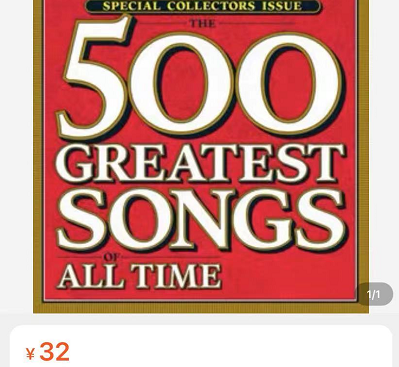 SPECIAL COLLECTORS ISSUE
THE
500
GREATEST
SONGS
OF
ALL TIME
1/1
¥ 32